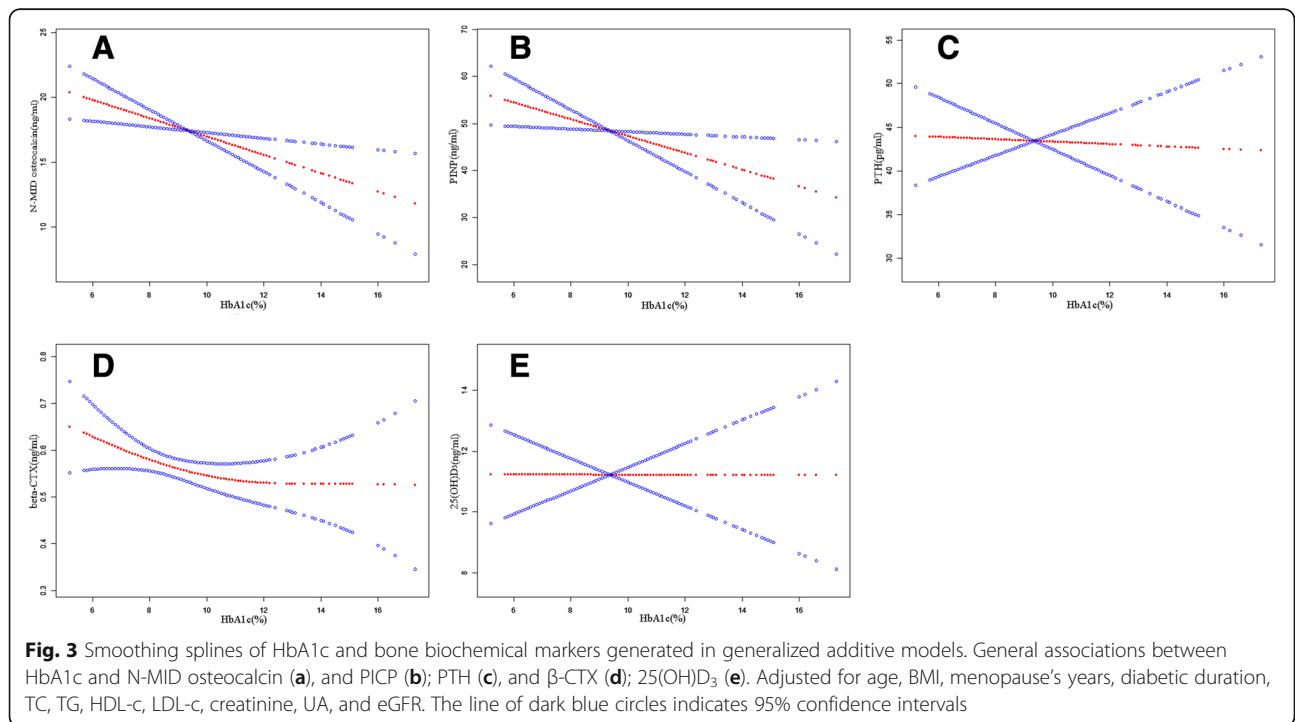 A
N-MID osteocalcin(ng/ml)
25
20
15
10
6 8 10 12 14 16
HbA1c(%)
B
PINP(ng/ml)
70
60
50
40
30
20
6 8 10 12 14 16
HbA1c(%)
C
PTH(pg/ml)
55
50
45
40
35
30
6 8 10 12 14 16
HbA1c(%)
D
beta-CTX(ng/ml)
0.8
0.7
0.6
0.5
0.4
0.3
6 8 10 12 14 16
HbA1c(%)
E
25(OH)D₃(ng/ml)
14
12
10
8
6 8 10 12 14 16
HbA1c(%)
Fig. 3 Smoothing splines of HbA1c and bone biochemical markers generated in generalized additive models. General associations between
HbA1c and N-MID osteocalcin (a), and PICP (b); PTH (c), and β-CTX (d); 25(OH)D₃ (e). Adjusted for age, BMI, menopause's years, diabetic duration,
TC, TG, HDL-c, LDL-c, creatinine, UA, and eGFR. The line of dark blue circles indicates 95% confidence intervals